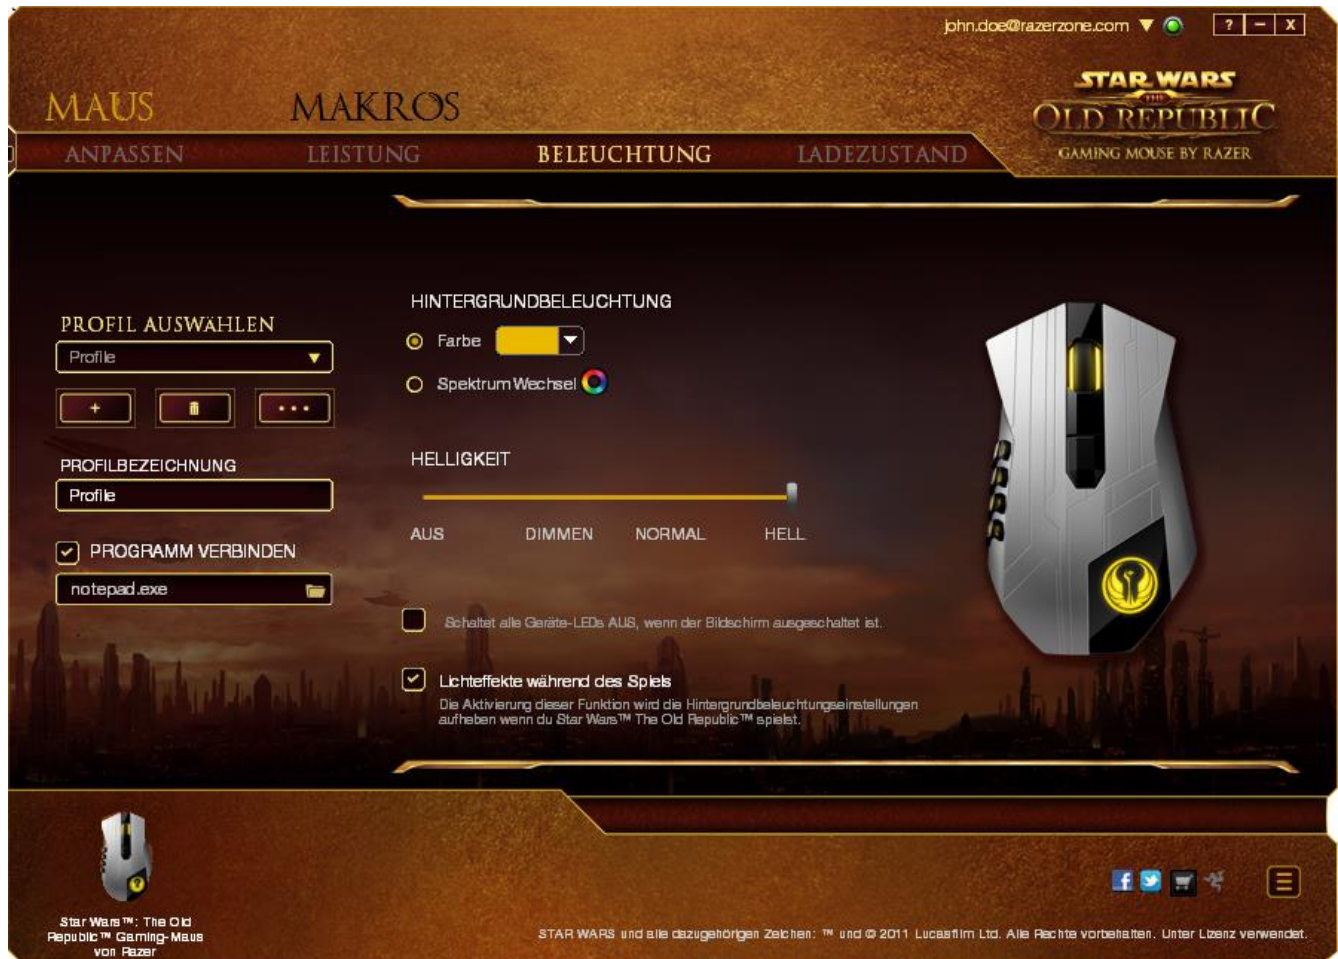 john.doe@razerzone.com
? – X
MAUS MAKROS
STAR WARS
THE
OLD REPUBLIC
GAMING MOUSE BY RAZER
ANPASSEN LEISTUNG BELEUCHTUNG LADEZUSTAND
PROFIL AUSWÄHLEN
Profile
+ •••
PROFILBEZEICHNUNG
Profile
PROGRAMM VERBINDEN
notepad.exe
HINTERGRUNDBELEUCHTUNG
Farbe
Spektrum Wechsel
HELLIGKEIT
AUS DIMMEN NORMAL HELL
Schaltet alle Geräte-LEDs AUS, wenn der Bildschirm ausgeschaltet ist.
Lichteffekte während des Spiels
Die Aktivierung dieser Funktion wird die Hintergrundbeleuchtungseinstellungen
aufheben wenn du Star Wars™ The Old Republic™ spielst.
Star Wars™: The Old
Republic™ Gaming-Maus
von Razer
STAR WARS und alle dazugehörigen Zeichen: ™ und © 2011 Lucasfilm Ltd. Alle Rechte vorbehalten. Unter Lizenz verwendet.